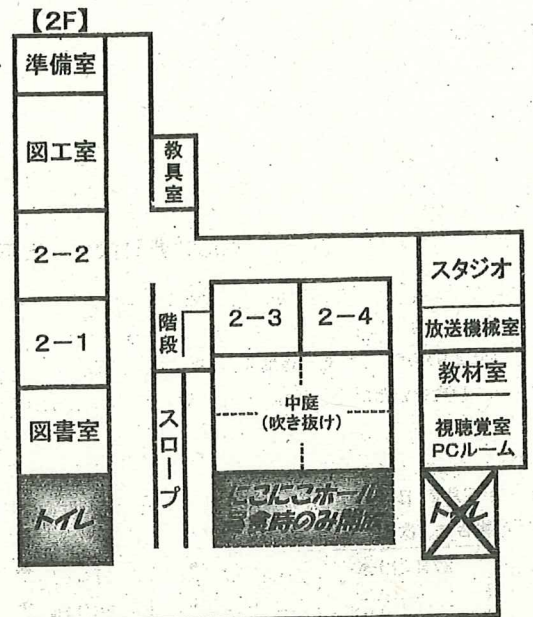 【2F】
準備室
図工室
2-2
2-1
図書室
トイレ
教具室
階段
スロープ
2-3
2-4
中庭
(吹き抜け)
にこにこホール
スタジオ
放送機械室
教材室
視聴覚室
PCルーム
トイレ